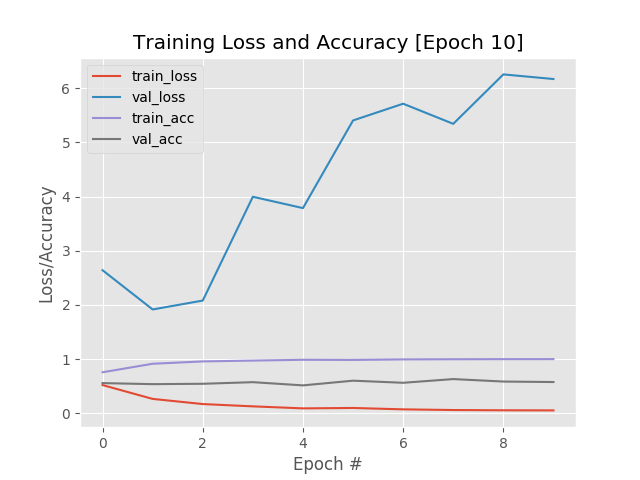 Training Loss and Accuracy [Epoch 10]
train_loss
val_loss
train_acc
val_acc
Loss/Accuracy
6
5
4
3
2
1
0
0
2
4
6
8
Epoch #